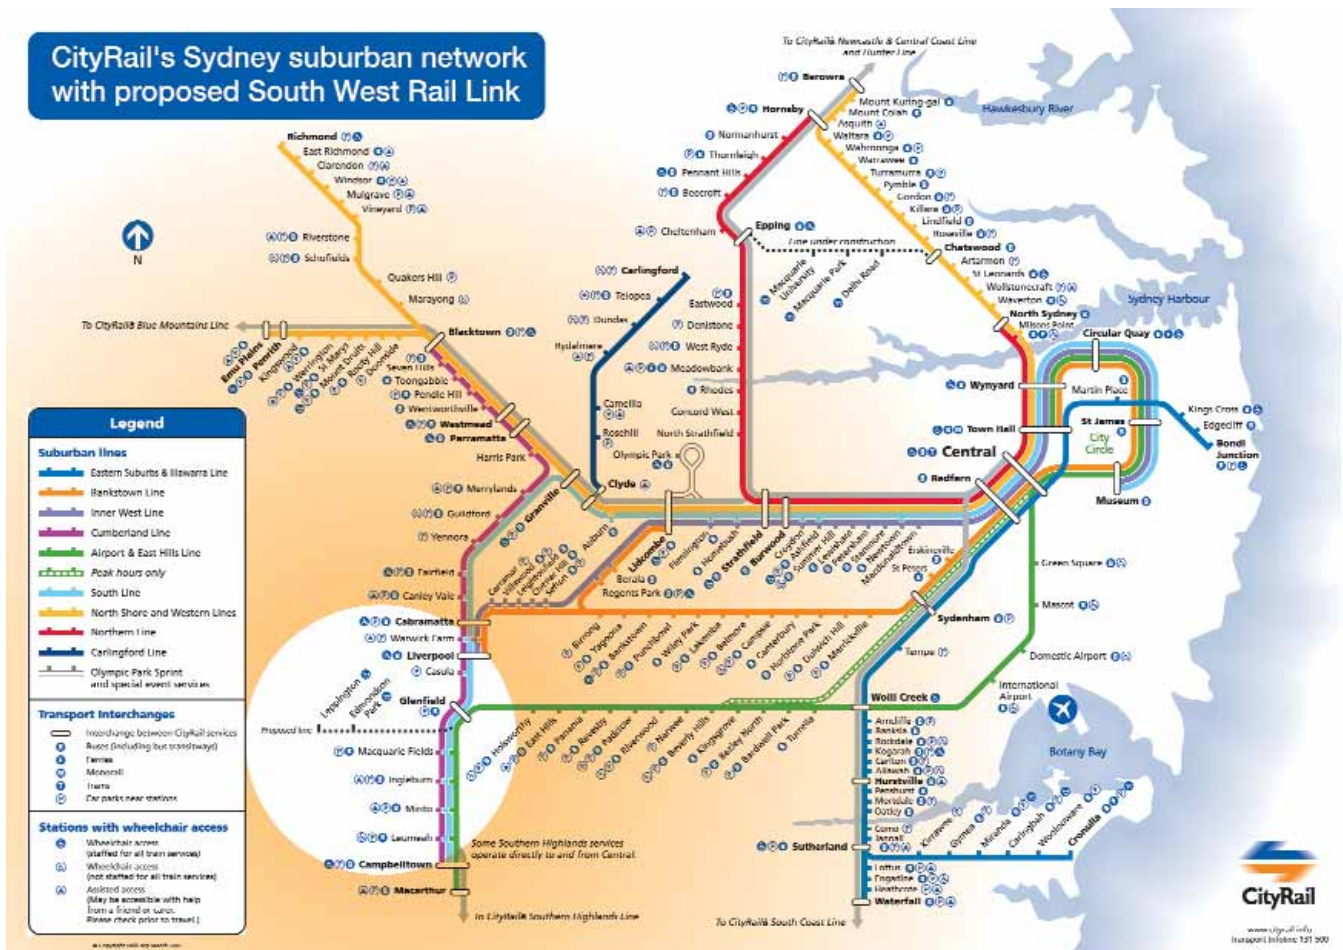 CityRail's Sydney suburban network
with proposed South West Rail Link
To CityRail's Newcastle & Central Coast Line
and Hunter Line
Berowra
Mount Kuring-gai
Mount Colah
Asquith
Hornsby
Waitara
Wahroonga
Warrawee
Turramurra
Pymble
Gordon
Killara
Lindfield
Roseville
Chatswood
Artarmon
St Leonards
Wollstonecraft
Waverton
North Sydney
Milsons Point
Hawkesbury River
Normanhurst
Thornleigh
Pennant Hills
Beecroft
Cheltenham
Epping
Line under construction
Macquarie
University
Macquarie Park
Delhi Road
Eastwood
Denistone
West Ryde
Meadowbank
Rhodes
Concord West
North Strathfield
Richmond
East Richmond
Clarendon
Windsor
Mulgrave
Vineyard
Riverstone
Schofields
Quakers Hill
Marayong
N
To CityRail's Blue Mountains Line
Emu Plains
Penrith
Kingswood
Werrington
St Marys
Mount Druitt
Rooty Hill
Doonside
Blacktown
Seven Hills
Toongabbie
Pendle Hill
Wentworthville
Westmead
Parramatta
Harris Park
Merrylands
Guildford
Yennora
Fairfield
Canley Vale
Cabramatta
Warwick Farm
Liverpool
Casula
Glenfield
Leppington
Edmondson
Park
Proposed line
Macquarie Fields
Ingleburn
Minto
Leumeah
Campbelltown
Macarthur
Some Southern Highlands services
operate directly to and from Central.
To CityRail's Southern Highlands Line
Carlingford
Telopea
Dundas
Rydalmere
Camellia
Rosehill
Clyde
Olympic Park
Granville
Auburn
Lidcombe
Flemington
Homebush
Strathfield
Burwood
Croydon
Ashfield
Summer Hill
Lewisham
Petersham
Stanmore
Newtown
Macdonaldtown
Carramar
Villawood
Leightonfield
Chester Hill
Sefton
Berala
Regents Park
Birrong
Yagoona
Bankstown
Punchbowl
Wiley Park
Lakemba
Belmore
Campsie
Canterbury
Hurlstone Park
Dulwich Hill
Marrickville
Erskineville
St Peters
Sydenham
Tempe
Sydney Harbour
Circular Quay
Wynyard
Martin Place
Town Hall
St James
City
Circle
Central
Redfern
Museum
Kings Cross
Edgecliff
Bondi
Junction
Green Square
Mascot
Domestic Airport
International
Airport
Wolli Creek
Botany Bay
Holsworthy
East Hills
Panania
Revesby
Padstow
Riverwood
Narwee
Beverly Hills
Kingsgrove
Bexley North
Bardwell Park
Turrella
Arncliffe
Banksia
Rockdale
Kogarah
Carlton
Allawah
Hurstville
Penshurst
Mortdale
Oatley
Como
Jannali
Sutherland
Kirrawee
Gymea
Miranda
Caringbah
Woolooware
Cronulla
Loftus
Engadine
Heathcote
Waterfall
To CityRail's South Coast Line
Legend
Suburban lines
Eastern Suburbs & Illawarra Line
Bankstown Line
Inner West Line
Cumberland Line
Airport & East Hills Line
Peak hours only
South Line
North Shore and Western Lines
Northern Line
Carlingford Line
Olympic Park Sprint
and special event services
Transport Interchanges
Interchange between CityRail services
Buses (including bus transitways)
Ferries
Monorail
Trams
Car parks near stations
Stations with wheelchair access
Wheelchair access
(staffed for all train services)
Wheelchair access
(not staffed for all train services)
Assisted access
(May be accessible with help
from a friend or carer.
Please check prior to travel.)
CityRail
www.cityrail.info
Transport Infoline 131 500